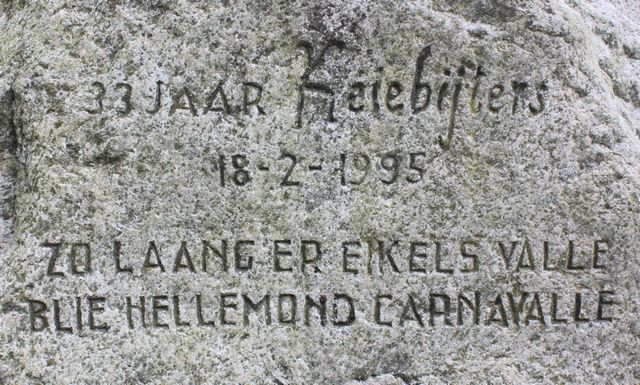 33 JAAR Keiebijters
18-2-1995
ZO LAANG ER EIKELS VALLE
BLIE HELLEMOND CARNAVALLE